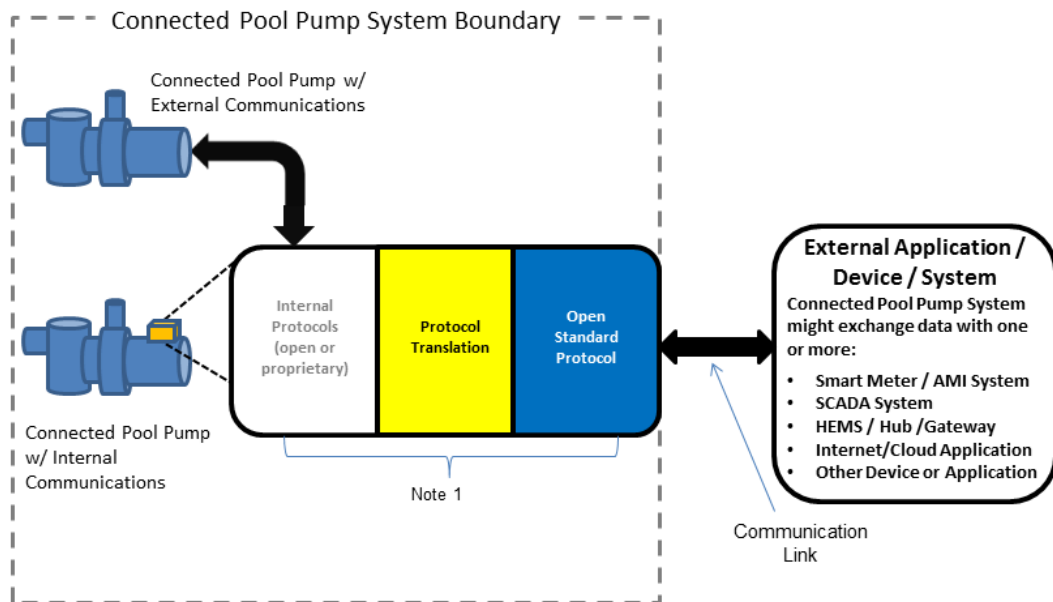 Connected Pool Pump System Boundary
Connected Pool Pump w/
External Communications
Internal
Protocols
(open or
proprietary)
Protocol
Translation
Open
Standard
Protocol
External Application /
Device / System
Connected Pool Pump System
might exchange data with one
or more:
• Smart Meter / AMI System
• SCADA System
• HEMS / Hub /Gateway
• Internet/Cloud Application
• Other Device or Application
Connected Pool Pump
w/ Internal
Communications
Note 1
Communication
Link